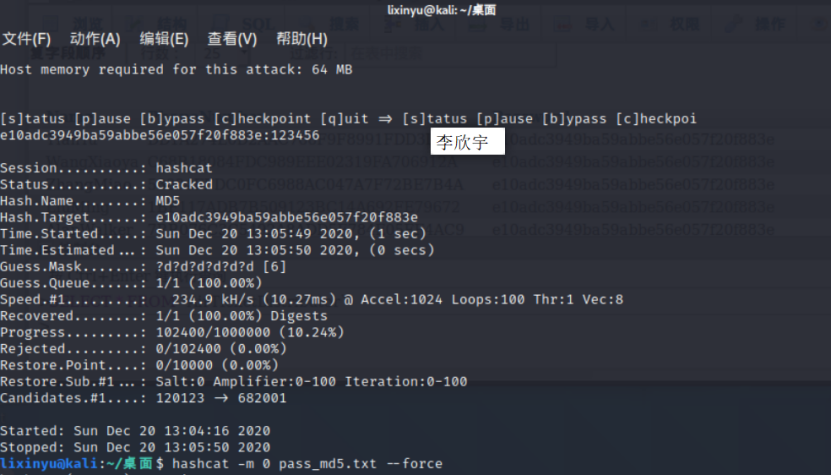 lixinyu@kali: ~/桌面
文件(F) 动作(A) 编辑(E) 查看(V) 帮助(H)
Host memory required for this attack: 64 MB
[s]tatus [p]ause [b]ypass [c]heckpoint [q]uit ⇒ [s]tatus [p]ause [b]ypass [c]heckpoi
e10adc3949ba59abbe56e057f20f883e:123456
李欣宇
Session..........: hashcat
Status...........: Cracked
Hash.Name........: MD5
Hash.Target......: e10adc3949ba59abbe56e057f20f883e
Time.Started.....: Sun Dec 20 13:05:49 2020, (1 sec)
Time.Estimated...: Sun Dec 20 13:05:50 2020, (0 secs)
Guess.Mask.......: ?d?d?d?d?d?d [6]
Guess.Queue......: 1/1 (100.00%)
Speed.#1.........:   234.9 kH/s (10.27ms) @ Accel:1024 Loops:100 Thr:1 Vec:8
Recovered........: 1/1 (100.00%) Digests
Progress.........: 102400/1000000 (10.24%)
Rejected.........: 0/102400 (0.00%)
Restore.Point....: 0/10000 (0.00%)
Restore.Sub.#1...: Salt:0 Amplifier:0-100 Iteration:0-100
Candidates.#1....: 120123 → 682001
Started: Sun Dec 20 13:04:16 2020
Stopped: Sun Dec 20 13:05:50 2020
lixinyu@kali:~/桌面$ hashcat -m 0 pass_md5.txt --force